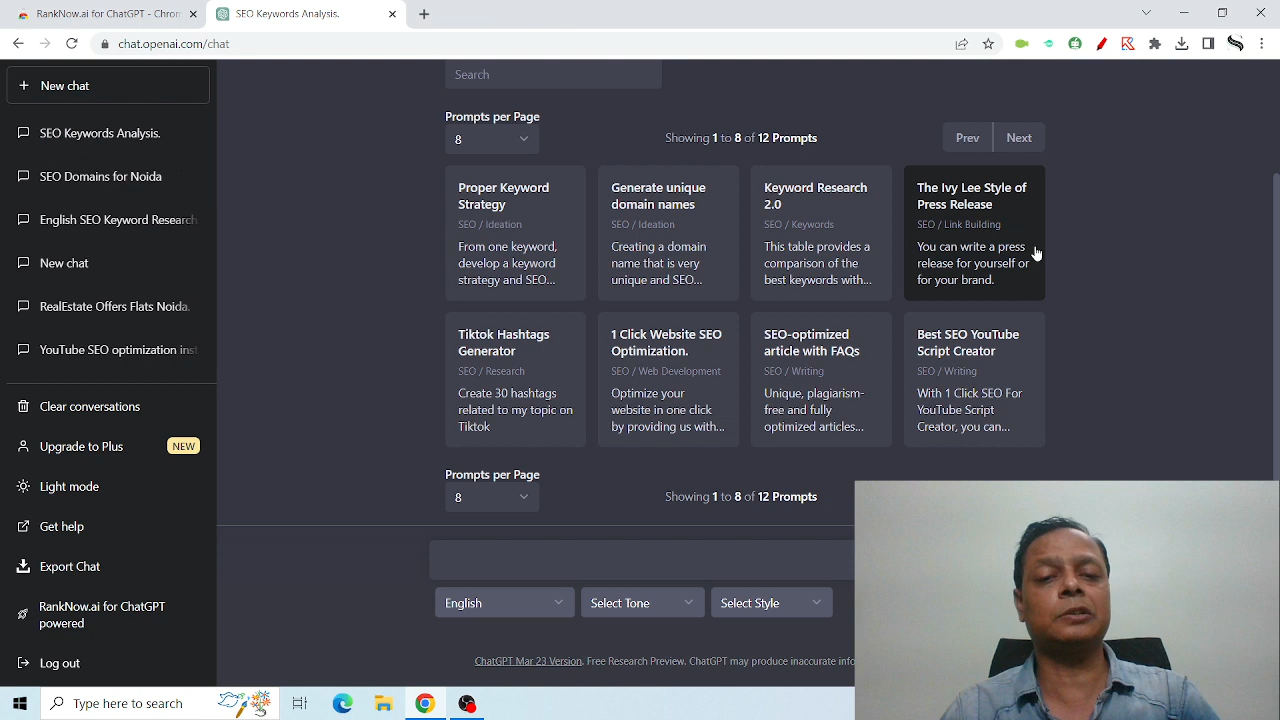 RankNow.ai for ChatGPT - Chrom
SEO Keywords Analysis.
chat.openai.com/chat
New chat
SEO Keywords Analysis.
SEO Domains for Noida
English SEO Keyword Research
New chat
RealEstate Offers Flats Noida.
YouTube SEO optimization inst
Clear conversations
Upgrade to Plus
NEW
Light mode
Get help
Export Chat
RankNow.ai for ChatGPT
powered
Log out
Search
Prompts per Page
8
Showing 1 to 8 of 12 Prompts
Prev
Next
Proper Keyword
Strategy
SEO / Ideation
From one keyword,
develop a keyword
strategy and SEO...
Generate unique
domain names
SEO / Ideation
Creating a domain
name that is very
unique and SEO...
Keyword Research
2.0
SEO / Keywords
This table provides a
comparison of the
best keywords with...
The Ivy Lee Style of
Press Release
SEO / Link Building
You can write a press
release for yourself or
for your brand.
Tiktok Hashtags
Generator
SEO / Research
Create 30 hashtags
related to my topic on
Tiktok
1 Click Website SEO
Optimization.
SEO / Web Development
Optimize your
website in one click
by providing us with...
SEO-optimized
article with FAQs
SEO / Writing
Unique, plagiarism-
free and fully
optimized articles...
Best SEO YouTube
Script Creator
SEO / Writing
With 1 Click SEO For
YouTube Script
Creator, you can...
Prompts per Page
8
Showing 1 to 8 of 12 Prompts
English
Select Tone
Select Style
ChatGPT Mar 23 Version. Free Research Preview. ChatGPT may produce inaccurate info
Type here to search